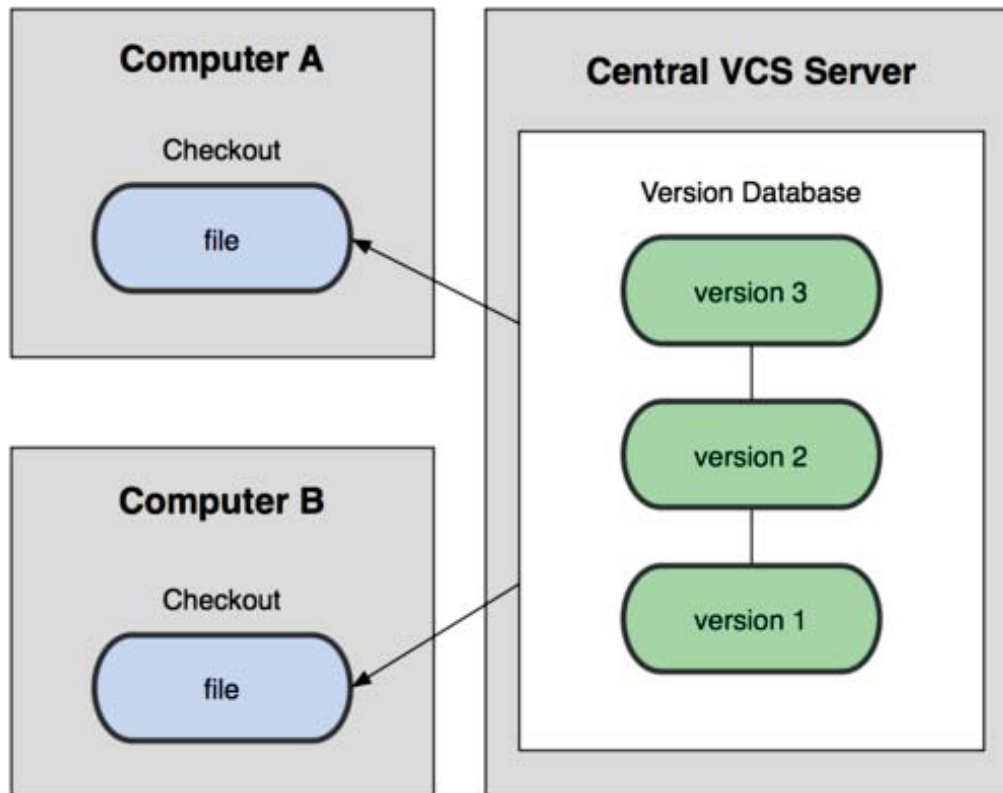 Computer A
Checkout
file
Computer B
Checkout
file
Central VCS Server
Version Database
version 3
version 2
version 1